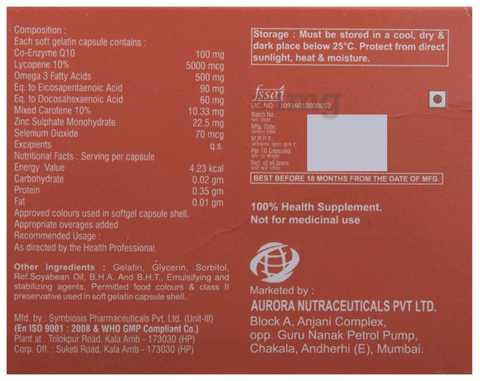 Composition :
Each soft gelatin capsule contains :
Co-Enzyme Q10 100 mg
Lycopene 10% 5000 mcg
Omega 3 Fatty Acids 500 mg
Eq. to Eicosapentaenoic Acid 90 mg
Eq. to Docosahexaenoic Acid 60 mg
Mixed Carotene 10% 10.33 mg
Zinc Sulphate Monohydrate 22.5 mg
Selenium Dioxide 70 mcg
Excipients q.s.
Nutritional Facts : Serving per capsule
Energy Value 4.23 kcal
Carbohydrate 0.02 gm
Protein 0.35 gm
Fat 0.01 gm
Approved colours used in softgel capsule shell.
Appropriate overages added
Recommended Usage :
As directed by the Health Professional.
Other Ingredients : Gelatin, Glycerin, Sorbitol,
Ref.Soyabean Oil, B.H.A. And B.H.T., Emulsifying and
stabilizing agents. Permitted food colours & class II
preservative used in soft gelatin capsule shell.
Mfd. by : Symbiosis Pharmaceuticals Pvt. Ltd. (Unit-III)
(En ISO 9001 : 2008 & WHO GMP Compliant Co.)
Plant at : Trilokpur Road, Kala Amb - 173030 (HP)
Corp. Off. : Suketi Road, Kala Amb - 173030 (HP)
Storage : Must be stored in a cool, dry &
dark place below 25°C. Protect from direct
sunlight, heat & moisture.
fssai
LIC. NO. : 10016010000052
Batch No.
Mfg. Date
M.R.P. ₹
Per 10 Capsules
Incl. of all taxes
BEST BEFORE 18 MONTHS FROM THE DATE OF MFG.
100% Health Supplement.
Not for medicinal use
Marketed by :
AURORA NUTRACEUTICALS PVT LTD.
Block A, Anjani Complex,
opp. Guru Nanak Petrol Pump,
Chakala, Andherhi (E), Mumbai.